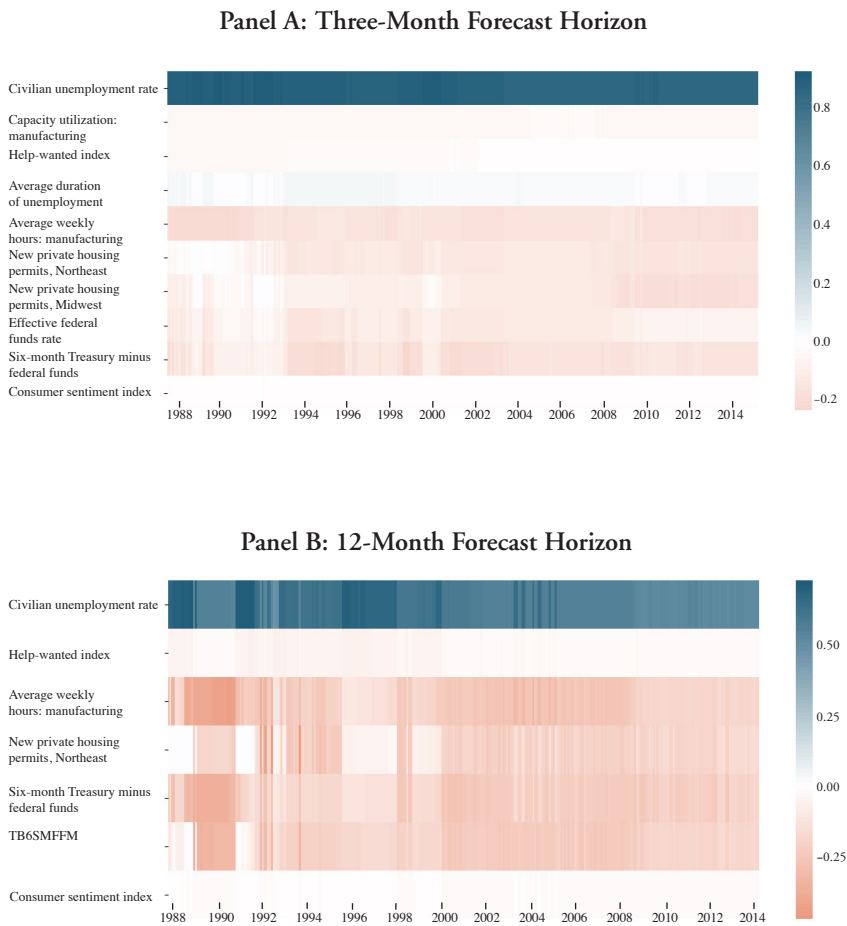 Panel A: Three-Month Forecast Horizon
Civilian unemployment rate
Capacity utilization:
manufacturing
Help-wanted index
Average duration
of unemployment
Average weekly
hours: manufacturing
New private housing
permits, Northeast
New private housing
permits, Midwest
Effective federal
funds rate
Six-month Treasury minus
federal funds
Consumer sentiment index
0.8
0.6
0.4
0.2
0.0
−0.2
1988 1990 1992 1994 1996 1998 2000 2002 2004 2006 2008 2010 2012 2014
Panel B: 12-Month Forecast Horizon
Civilian unemployment rate
Help-wanted index
Average weekly
hours: manufacturing
New private housing
permits, Northeast
Six-month Treasury minus
federal funds
TB6SMFFM
Consumer sentiment index
0.50
0.25
0.00
−0.25
1988 1990 1992 1994 1996 1998 2000 2002 2004 2006 2008 2010 2012 2014